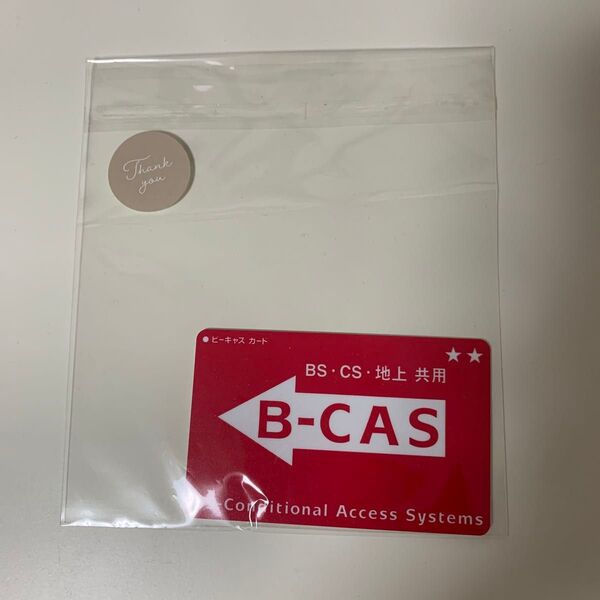 Thank
you
●ビーキャス カード
★★
BS・CS・地上 共用
B-CAS
Conditional Access Systems